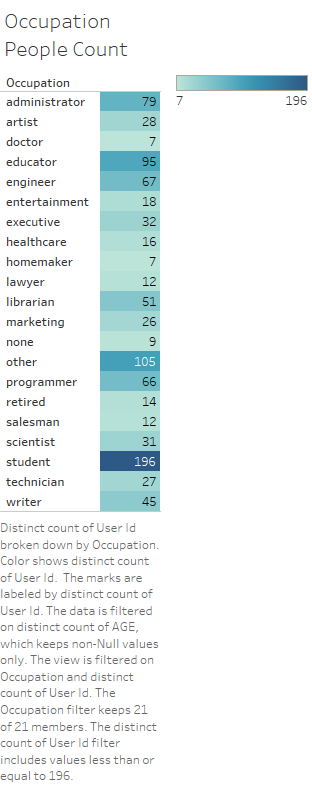 Occupation
People Count
Occupation
7 196
administrator 79
artist 28
doctor 7
educator 95
engineer 67
entertainment 18
executive 32
healthcare 16
homemaker 7
lawyer 12
librarian 51
marketing 26
none 9
other 105
programmer 66
retired 14
salesman 12
scientist 31
student 196
technician 27
writer 45
Distinct count of User Id
broken down by Occupation.
Color shows distinct count
of User Id.  The marks are
labeled by distinct count of
User Id. The data is filtered
on distinct count of AGE,
which keeps non-Null values
only. The view is filtered on
Occupation and distinct
count of User Id. The
Occupation filter keeps 21
of 21 members. The distinct
count of User Id filter
includes values less than or
equal to 196.